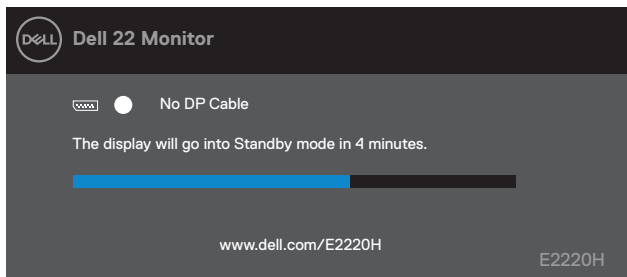 DELL Dell 22 Monitor
No DP Cable
The display will go into Standby mode in 4 minutes.
www.dell.com/E2220H
E2220H